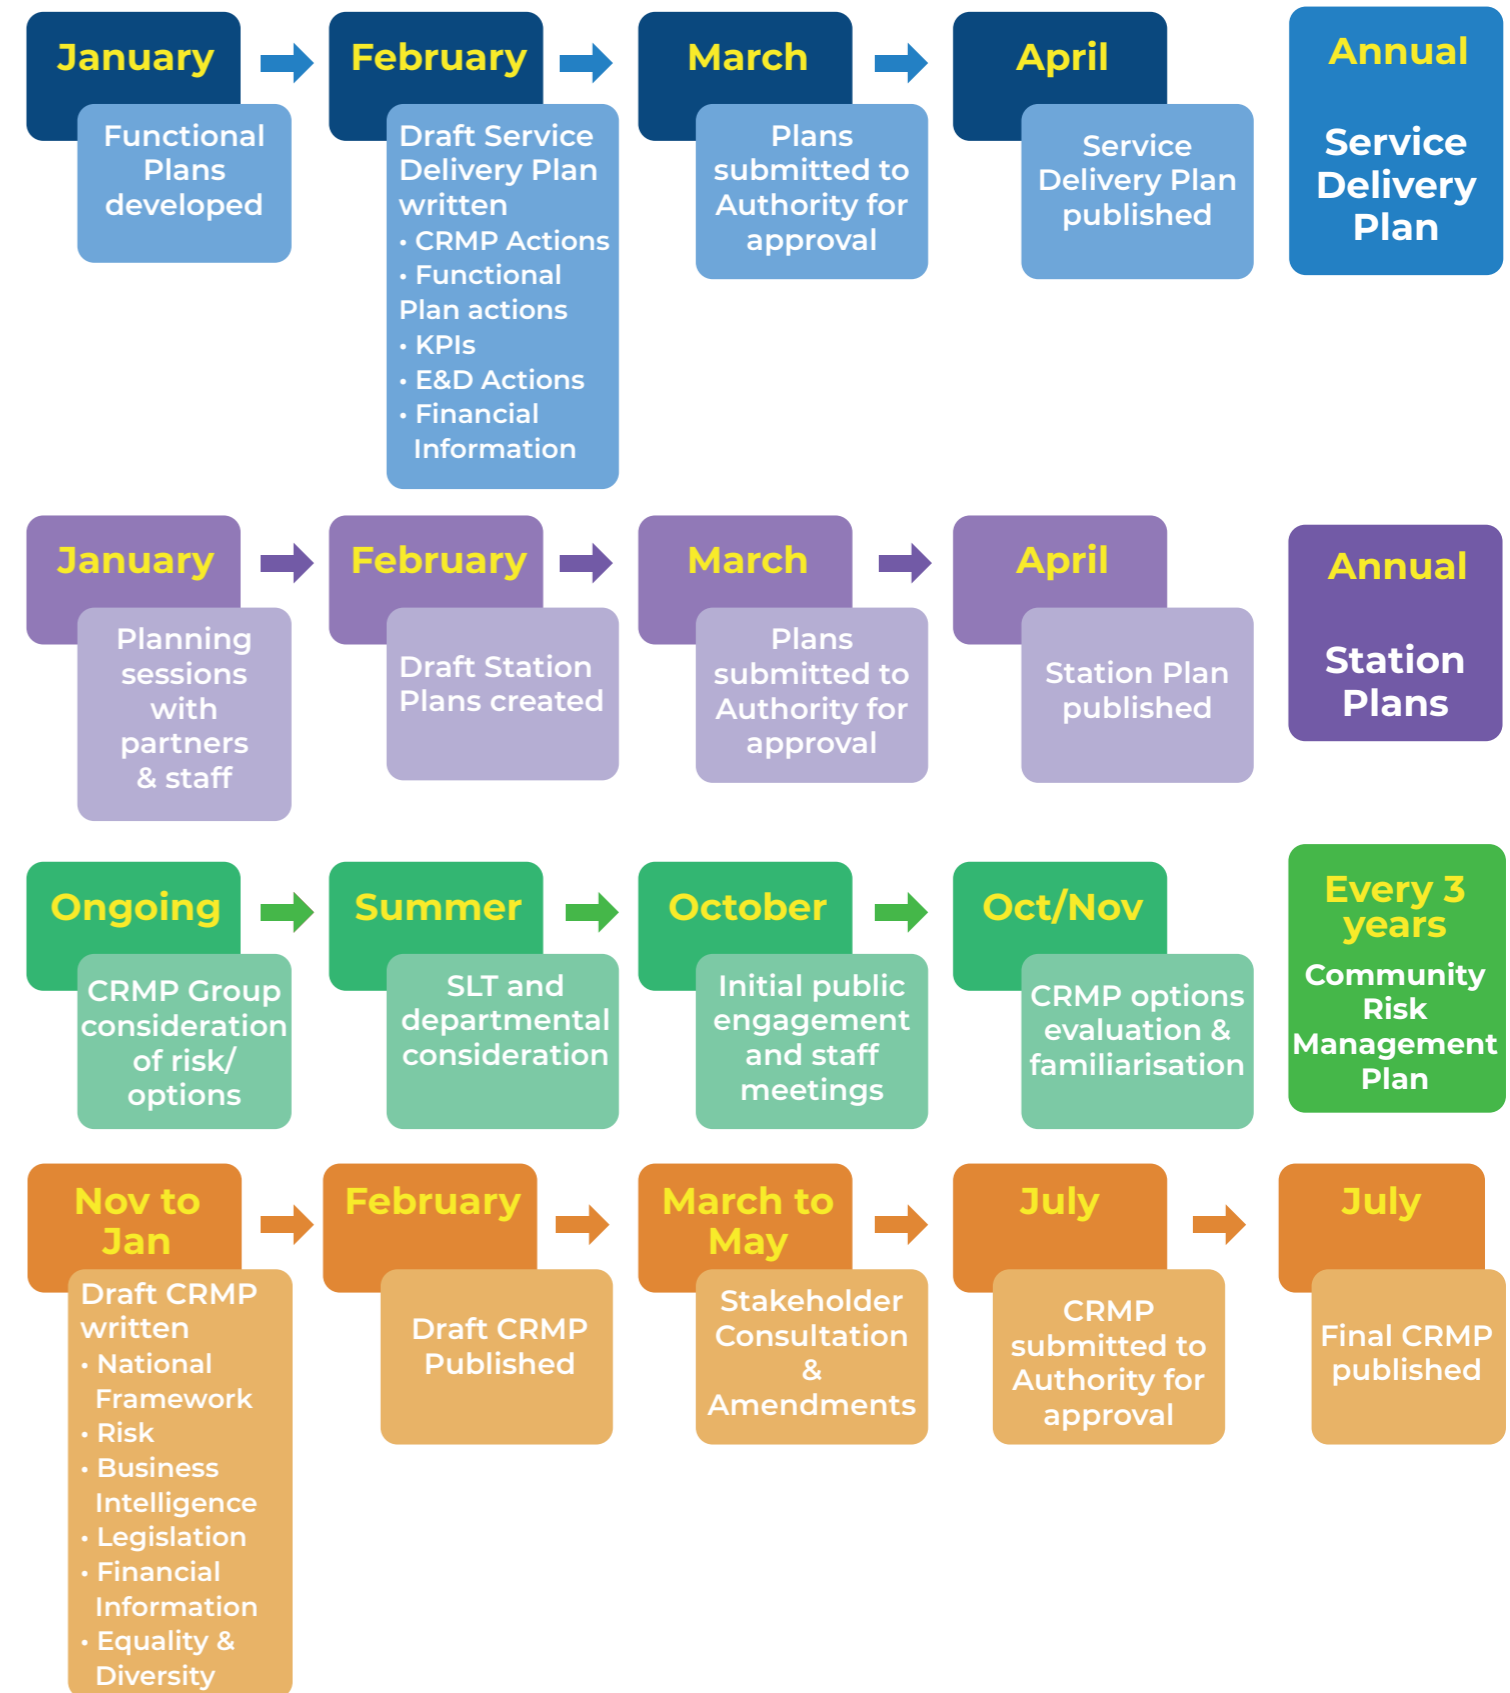 January
February
March
April
Annual
Service
Delivery
Plan
Functional
Plans
developed
Draft Service
Delivery Plan
written
• CRMP Actions
• Functional
Plan actions
• KPIs
• E&D Actions
• Financial
Information
Plans
submitted to
Authority for
approval
Service
Delivery Plan
published
January
February
March
April
Annual
Station
Plans
Planning
sessions
with
partners
& staff
Draft Station
Plans created
Plans
submitted to
Authority for
approval
Station Plan
published
Ongoing
Summer
October
Oct/Nov
Every 3
years
Community
Risk
Management
Plan
CRMP Group
consideration
of risk/
options
SLT and
departmental
consideration
Initial public
engagement
and staff
meetings
CRMP options
evaluation &
familiarisation
Nov to
Jan
February
March to
May
July
July
Draft CRMP
written
• National
Framework
• Risk
• Business
Intelligence
• Legislation
• Financial
Information
• Equality &
Diversity
Draft CRMP
Published
Stakeholder
Consultation
&
Amendments
CRMP
submitted to
Authority for
approval
Final CRMP
published